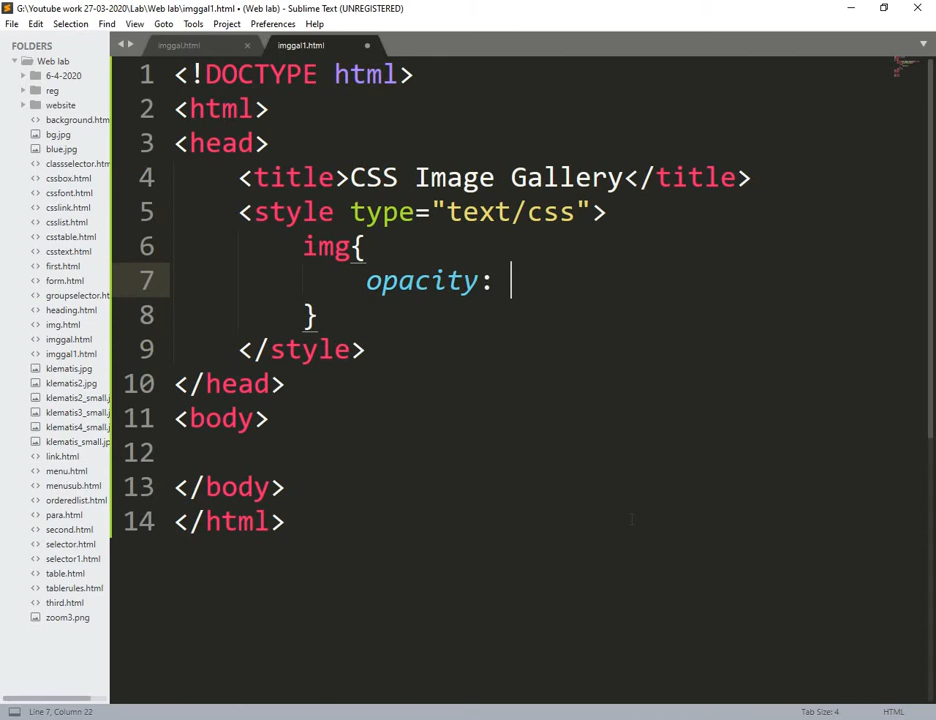 G:\Youtube work 27-03-2020\Lab\Web lab\imggal1.html • (Web lab) - Sublime Text (UNREGISTERED)
File Edit Selection Find View Goto Tools Project Preferences Help
FOLDERS
Web lab
6-4-2020
reg
website
background.htm
bg.jpg
blue.jpg
classselector.htm
cssbox.html
cssfont.html
csslink.html
csslist.html
csstable.html
csstext.html
first.html
form.html
groupselector.htm
heading.html
img.html
imggal.html
imggal1.html
klematis.jpg
klematis2.jpg
klematis2_small.j
klematis3_small.j
klematis4_small.j
klematis_small.jp
link.html
menu.html
menusub.html
orderedlist.html
para.html
second.html
selector.html
selector1.html
table.html
tablerules.html
third.html
zoom3.png
imggal.html imggal1.html
1 <!DOCTYPE html>
2 <html>
3 <head>
4 <title>CSS Image Gallery</title>
5 <style type="text/css">
6 img{
7 opacity:
8 }
9 </style>
10 </head>
11 <body>
12
13 </body>
14 </html>
Line 7, Column 22 Tab Size: 4 HTML